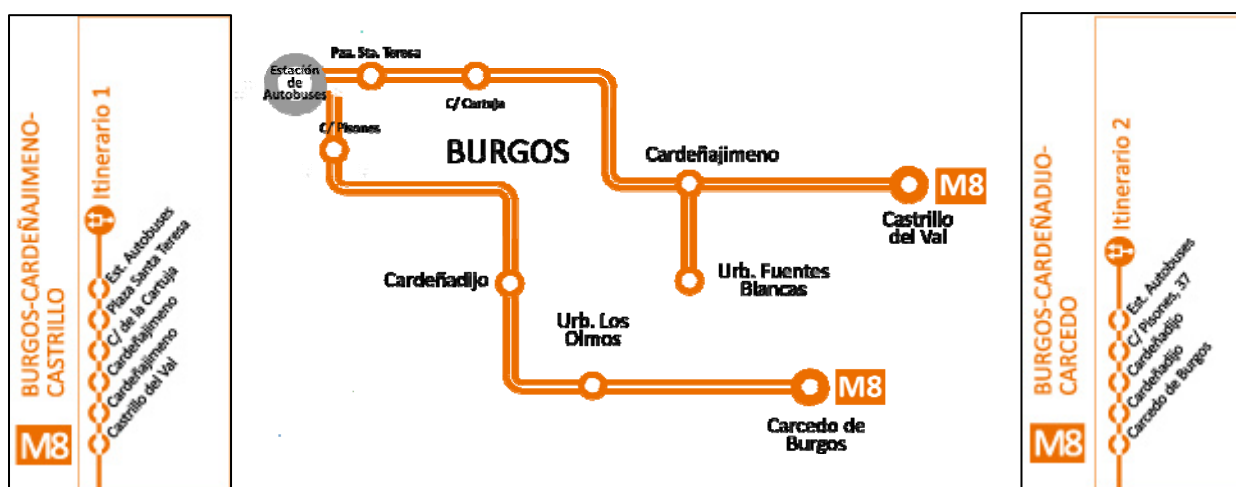 BURGOS-CARDEÑAJIMENO-
CASTRILLO
M8
Itinerario 1
Est. Autobuses
Plaza Santa Teresa
C/ de la Cartuja
Cardeñajimeno
Cardeñajimeno
Castrillo del Val
Estación
de
Autobuses
Pza. Sta. Teresa
C/ Cartuja
C/ Pisones
BURGOS
Cardeñajimeno
M8
Castrillo
del Val
Urb. Fuentes
Blancas
Cardeñadijo
Urb. Los
Olmos
M8
Carcedo de
Burgos
BURGOS-CARDEÑADIJO-
CARCEDO
M8
Itinerario 2
Est. Autobuses
C/ Pisones, 37
Cardeñadijo
Cardeñadijo
Carcedo de Burgos